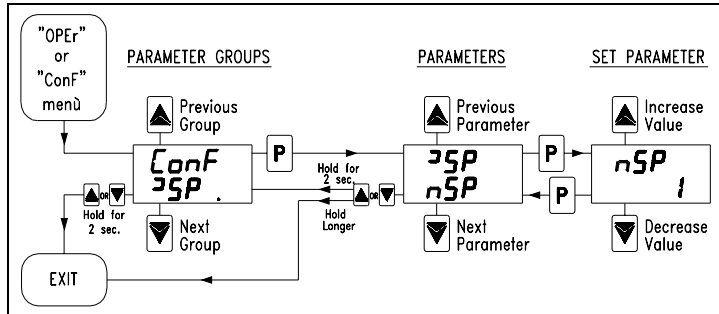 "OPEr"
or
"ConF"
menù
PARAMETER GROUPS
Previous
Group
ConF
ᒣSP .
P
OR
Hold for
2 sec.
Next
Group
EXIT
Hold for
2 sec.
OR
Hold
Longer
PARAMETERS
Previous
Parameter
ᒣSP
nSP
Next
Parameter
P
P
SET PARAMETER
Increase
Value
nSP
1
Decrease
Value